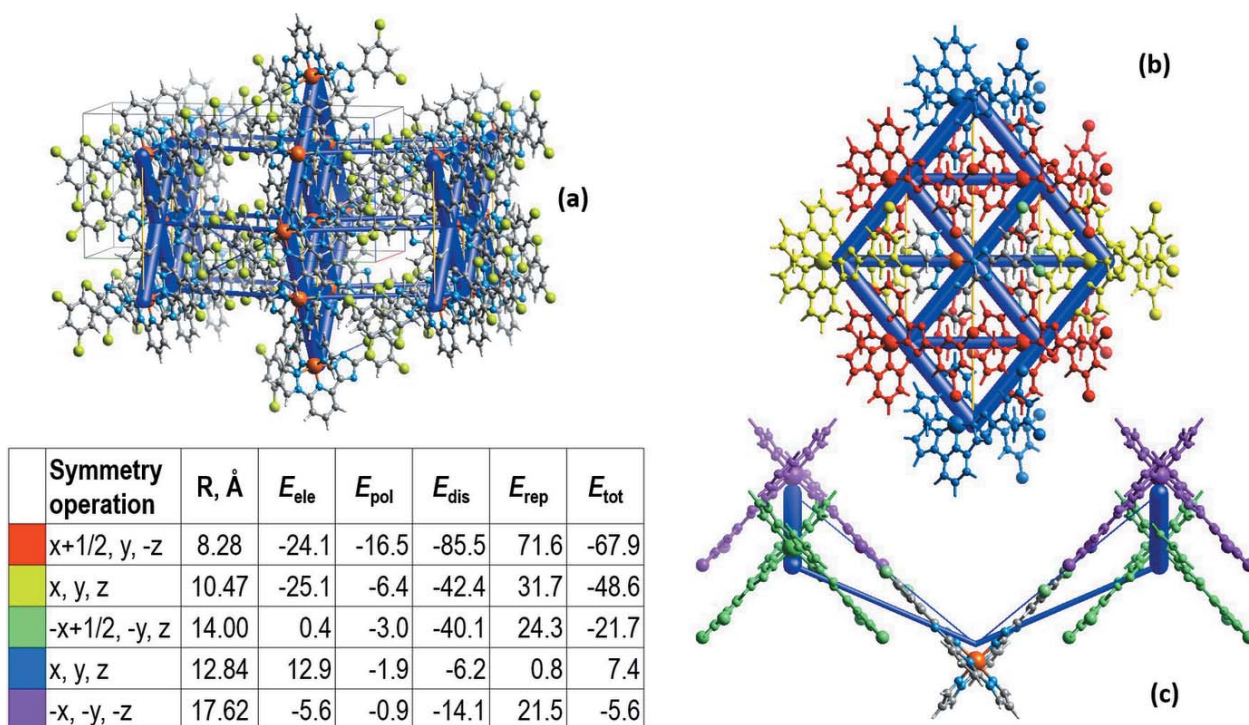 (a)
(b)
Symmetry operation R, Å E_ele E_pol E_dis E_rep E_tot
x+1/2, y, -z 8.28 -24.1 -16.5 -85.5 71.6 -67.9
x, y, z 10.47 -25.1 -6.4 -42.4 31.7 -48.6
-x+1/2, -y, z 14.00 0.4 -3.0 -40.1 24.3 -21.7
x, y, z 12.84 12.9 -1.9 -6.2 0.8 7.4
-x, -y, -z 17.62 -5.6 -0.9 -14.1 21.5 -5.6
(c)